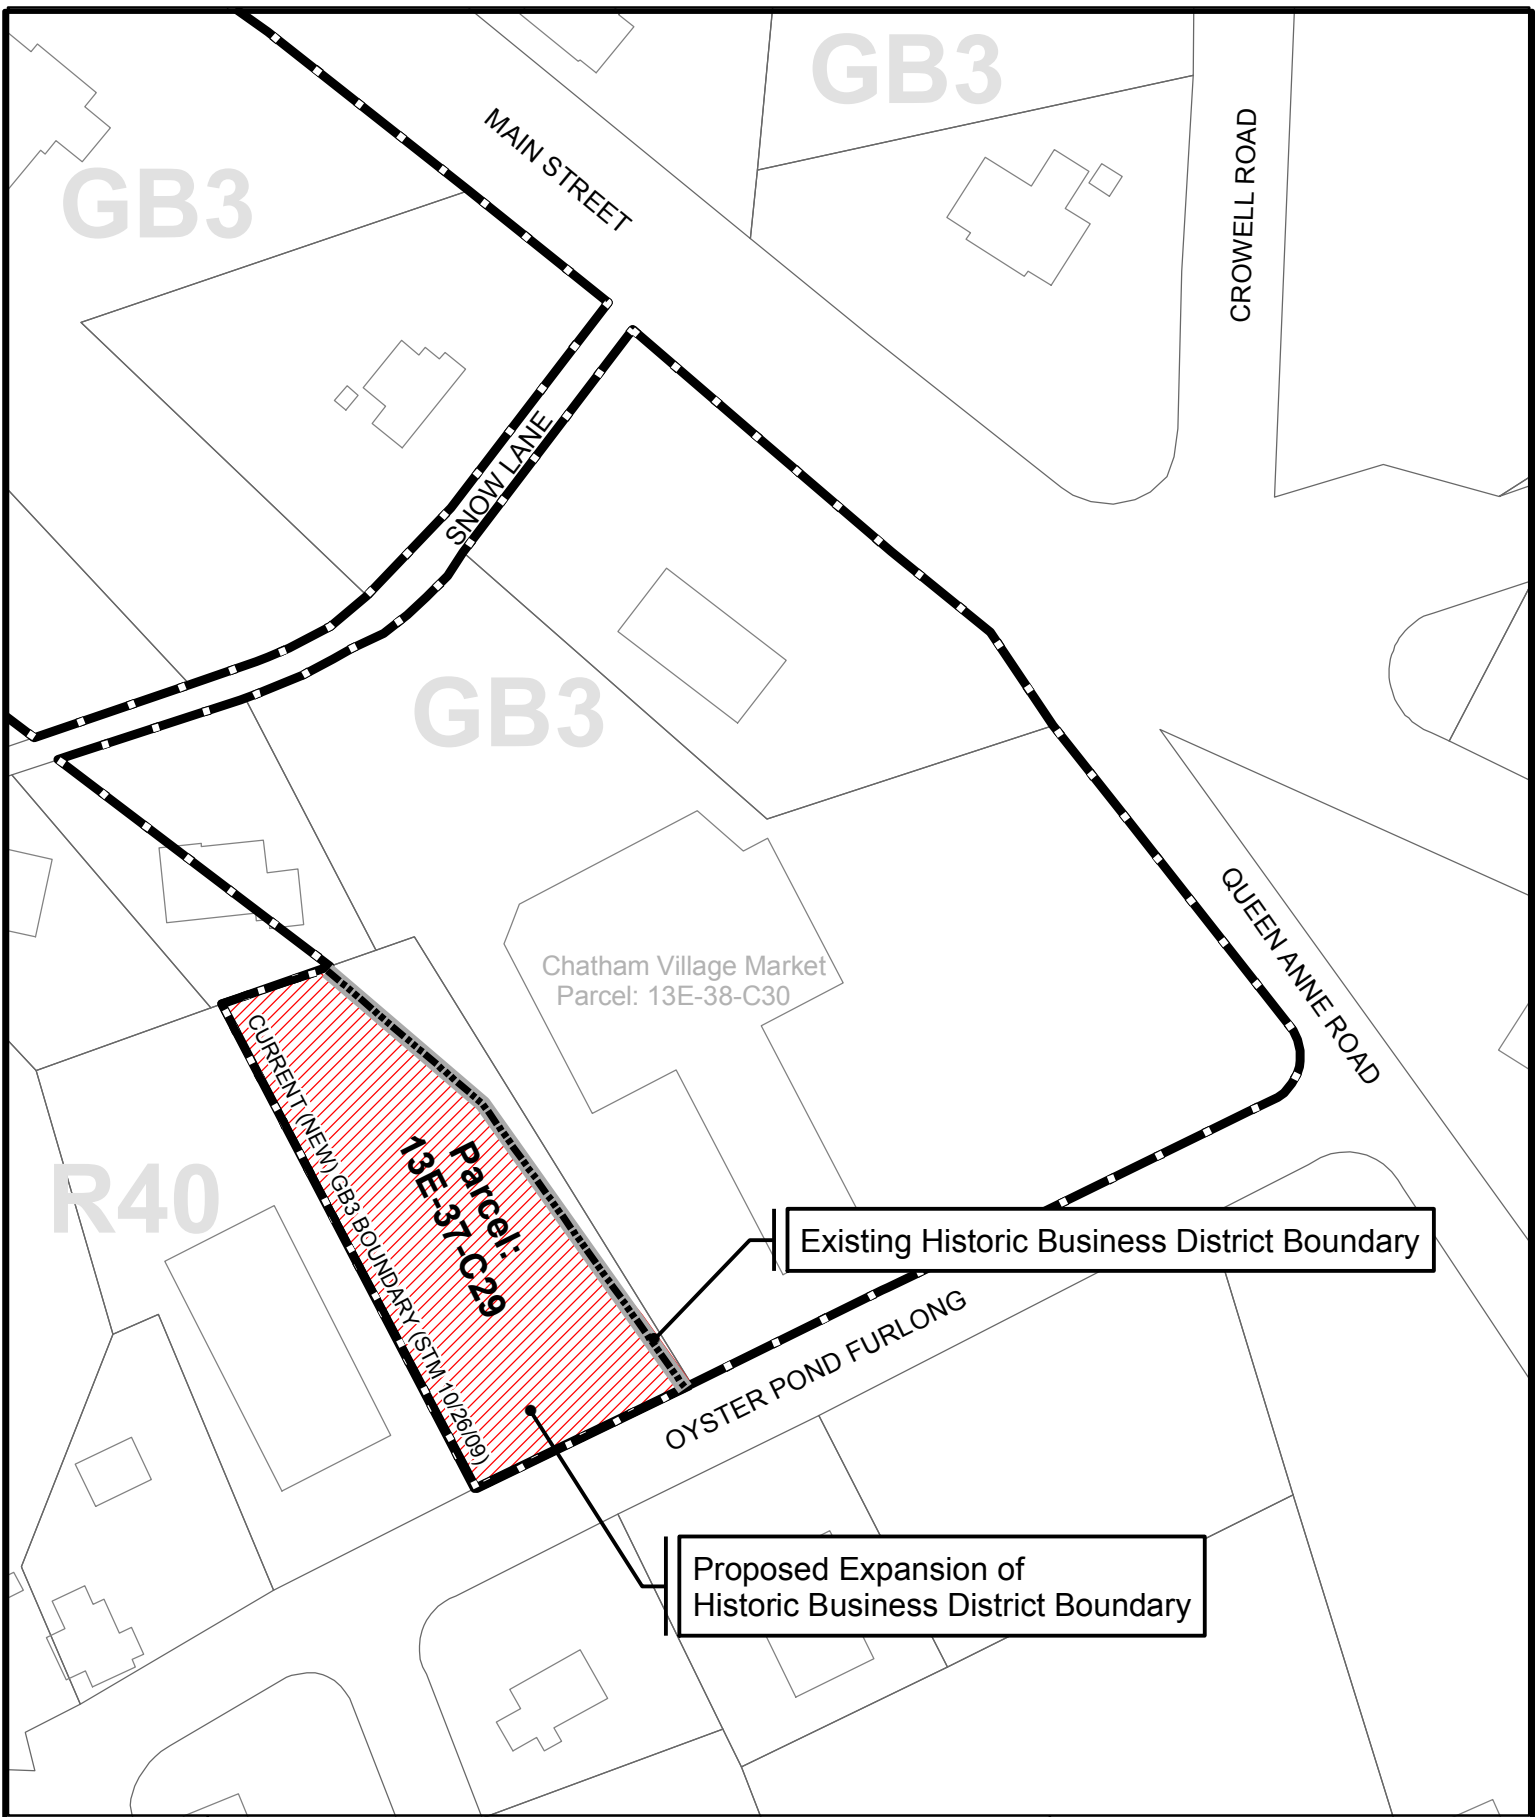 GB3
MAIN STREET
CROWELL ROAD
GB3
SNOW LANE
GB3
QUEEN ANNE ROAD
Chatham Village Market
Parcel: 13E-38-C30
CURRENT (NEW) GB3 BOUNDARY (STM 10/26/09)
Parcel:
13E-37-C29
R40
Existing Historic Business District Boundary
OYSTER POND FURLONG
Proposed Expansion of
Historic Business District Boundary